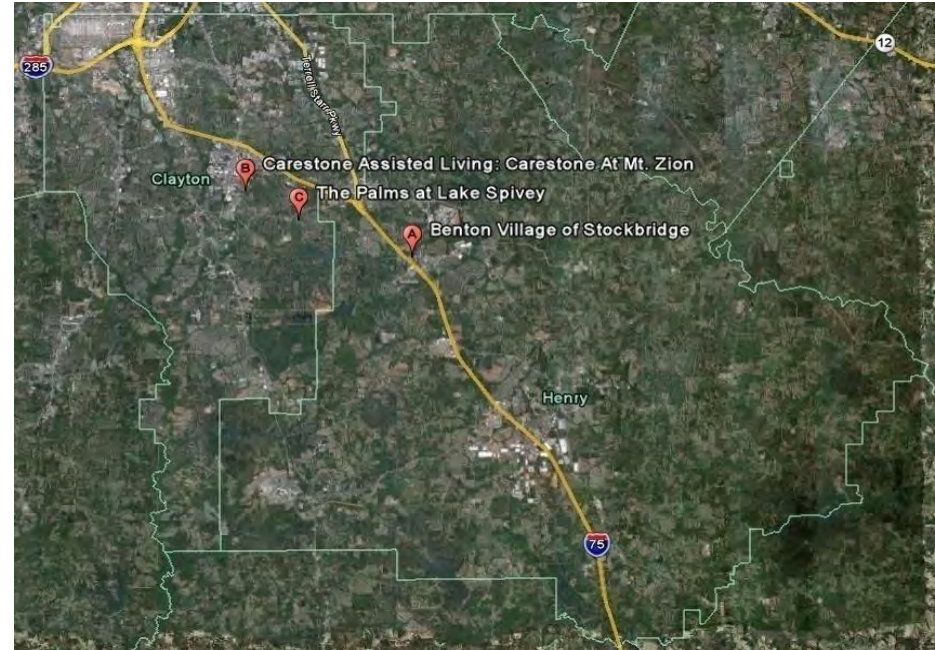 12
285
Terrell Starr Pkwy
B Carestone Assisted Living: Carestone At Mt. Zion
Clayton
C The Palms at Lake Spivey
A Benton Village of Stockbridge
Henry
75